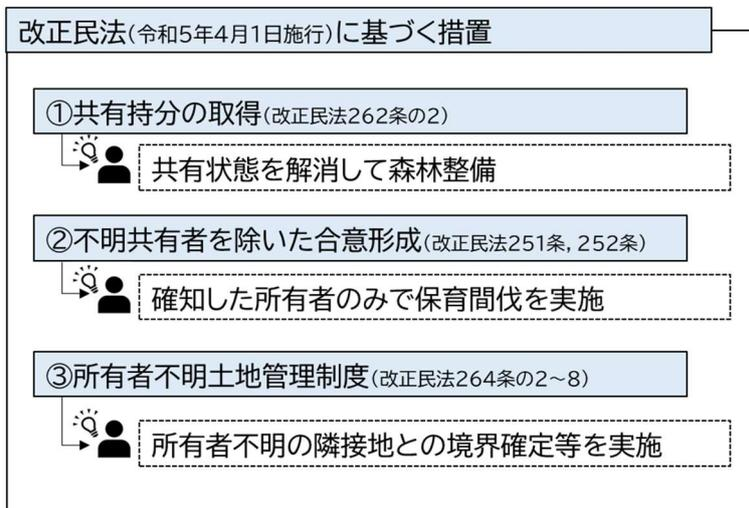 改正民法(令和5年4月1日施行)に基づく措置
①共有持分の取得(改正民法262条の2)
共有状態を解消して森林整備
②不明共有者を除いた合意形成(改正民法251条, 252条)
確知した所有者のみで保育間伐を実施
③所有者不明土地管理制度(改正民法264条の2～8)
所有者不明の隣接地との境界確定等を実施